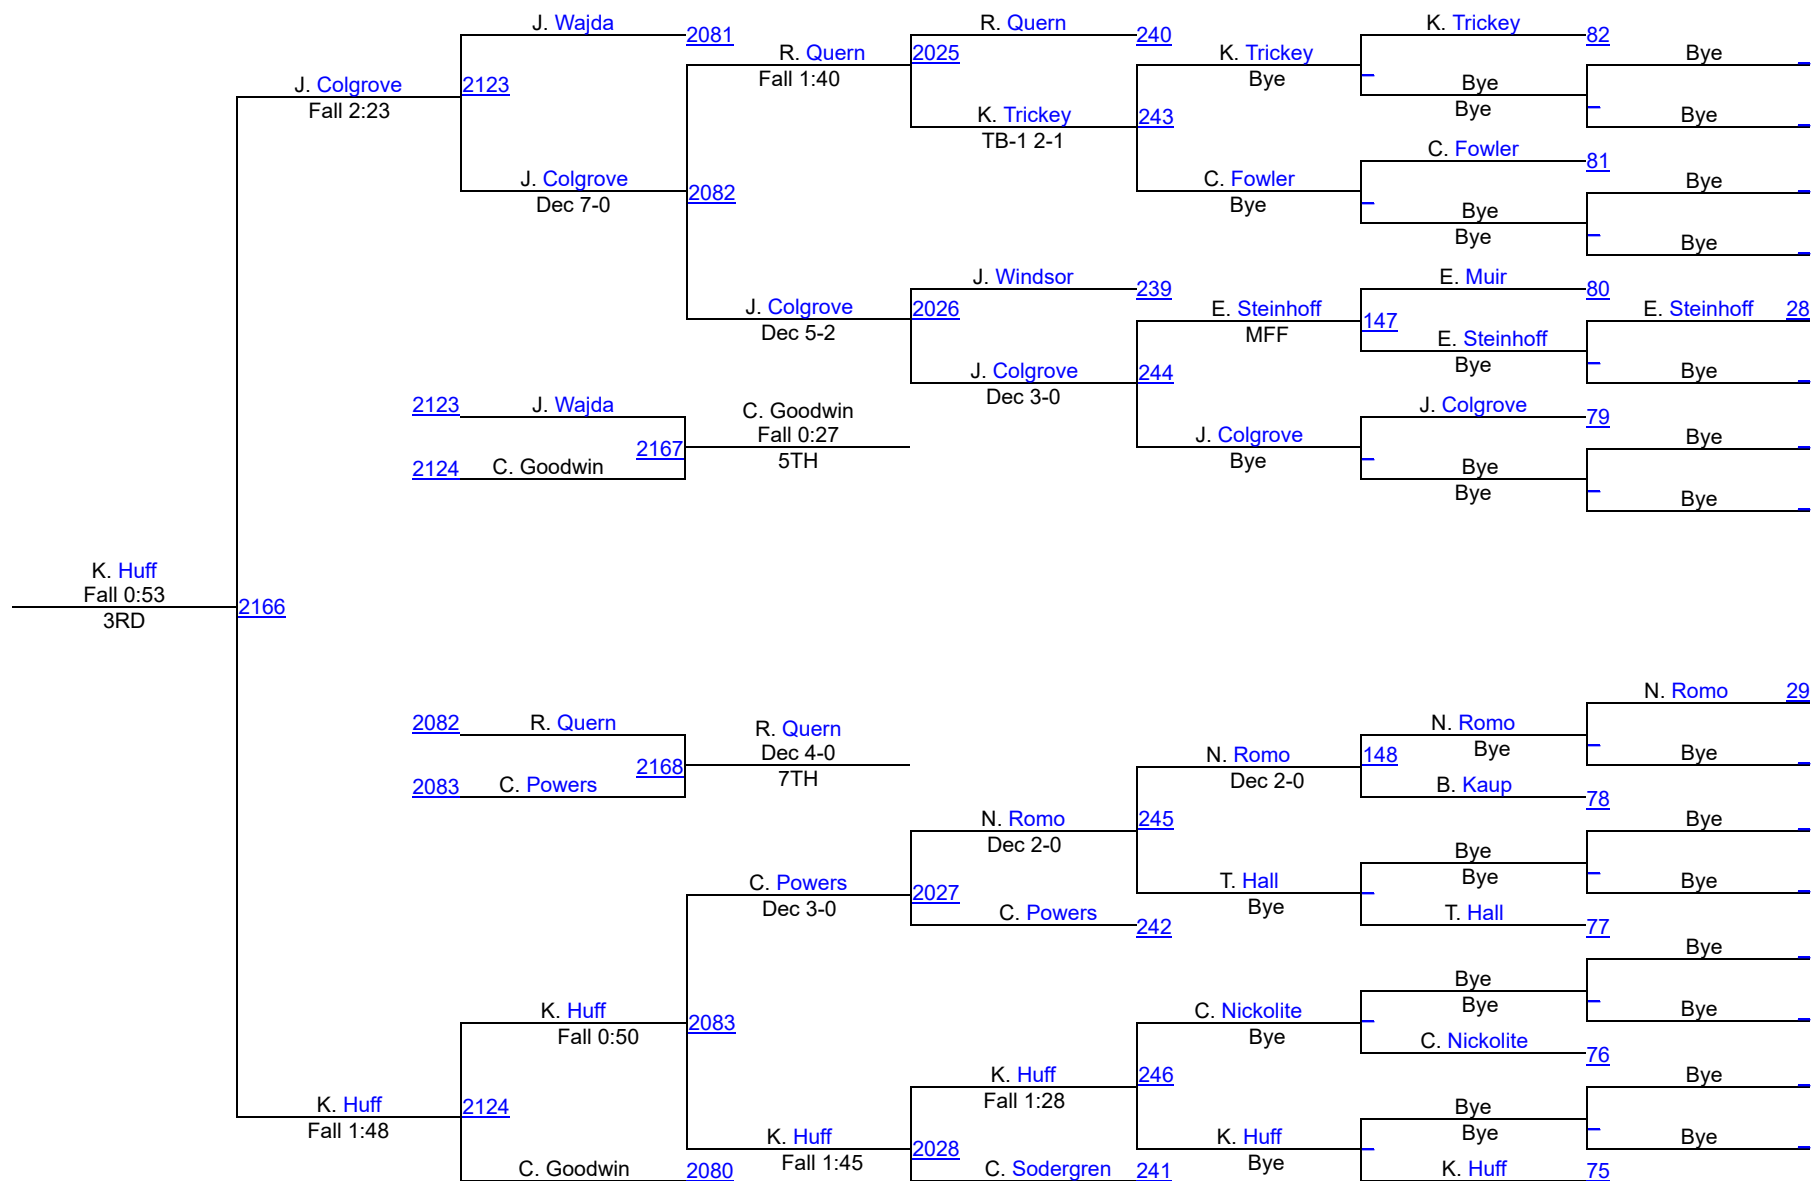 J. Wajda
2081
R. Quern
240
K. Trickey
82
R. Quern
2025
K. Trickey
Bye
Fall 1:40
Bye
Bye
J. Colgrove
2123
Bye
Fall 2:23
K. Trickey
243
Bye
TB-1 2-1
C. Fowler
81
J. Colgrove
2082
C. Fowler
Bye
Dec 7-0
Bye
Bye
Bye
Bye
J. Windsor
239
E. Muir
80
J. Colgrove
2026
E. Steinhoff
147
E. Steinhoff
28
Dec 5-2
MFF
E. Steinhoff
Bye
Bye
J. Colgrove
244
Dec 3-0
2123
J. Wajda
C. Goodwin
J. Colgrove
79
Fall 0:27
J. Colgrove
Bye
2167
5TH
Bye
2124
C. Goodwin
Bye
Bye
Bye
K. Huff
Fall 0:53
3RD
2166
N. Romo
29
2082
R. Quern
R. Quern
N. Romo
Dec 4-0
N. Romo
148
Bye
Bye
2168
7TH
Dec 2-0
2083
C. Powers
B. Kaup
78
N. Romo
245
Bye
Dec 2-0
Bye
C. Powers
2027
T. Hall
Bye
Bye
Dec 3-0
Bye
C. Powers
242
T. Hall
77
Bye
Bye
K. Huff
2083
C. Nickolite
Bye
Bye
Fall 0:50
Bye
C. Nickolite
76
K. Huff
246
Bye
Fall 1:28
K. Huff
2124
Bye
Fall 1:48
K. Huff
2028
K. Huff
Bye
Bye
Fall 1:45
Bye
C. Goodwin
2080
C. Sodergren
241
K. Huff
75